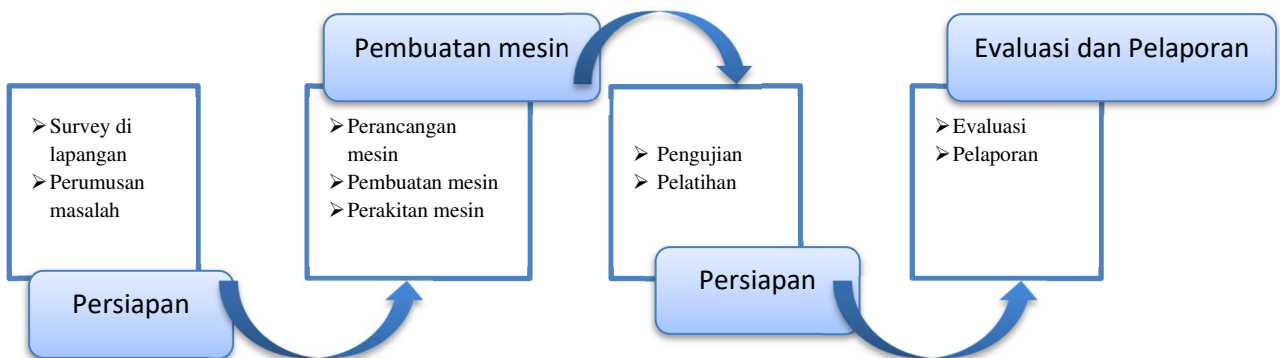 ➢ Survey di
lapangan
➢ Perumusan
masalah
Persiapan
Pembuatan mesin
➢ Perancangan
mesin
➢ Pembuatan mesin
➢ Perakitan mesin
➢ Pengujian
➢ Pelatihan
Persiapan
Evaluasi dan Pelaporan
➢ Evaluasi
➢ Pelaporan